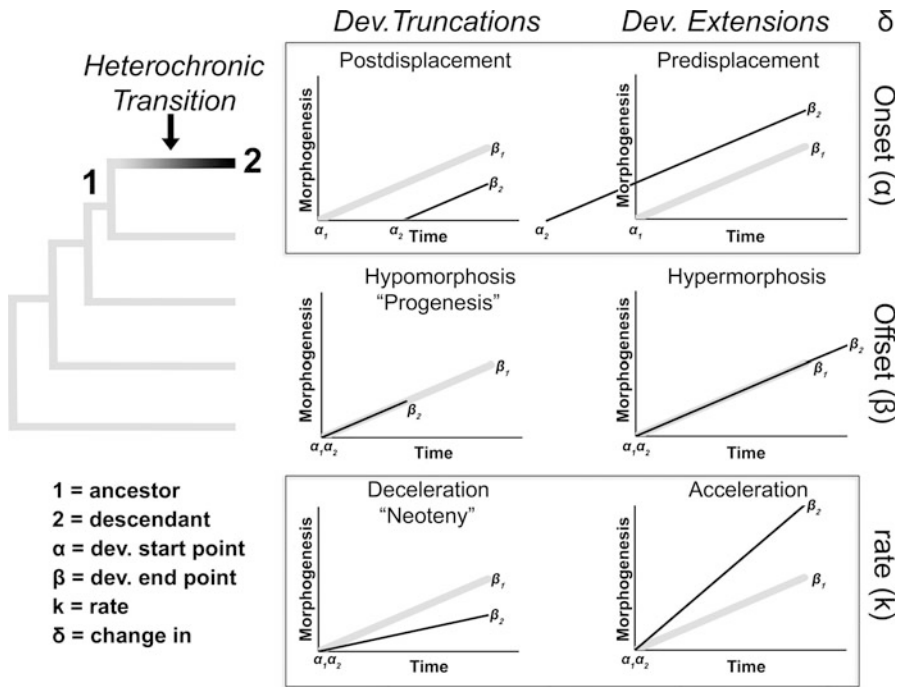 Dev.Truncations
Dev. Extensions
δ
Heterochronic
Transition
1
2
Postdisplacement
Morphogenesis
β1
β2
α1
α2
Time
Predisplacement
Morphogenesis
β2
β1
α2
α1
Time
Onset (α)
Hypomorphosis
“Progenesis”
Morphogenesis
β1
β2
α1α2
Time
Hypermorphosis
Morphogenesis
β2
β1
α1α2
Time
Offset (β)
Deceleration
“Neoteny”
Morphogenesis
β1
β2
α1α2
Time
Acceleration
Morphogenesis
β2
β1
α1α2
Time
rate (k)
1 = ancestor
2 = descendant
α = dev. start point
β = dev. end point
k = rate
δ = change in